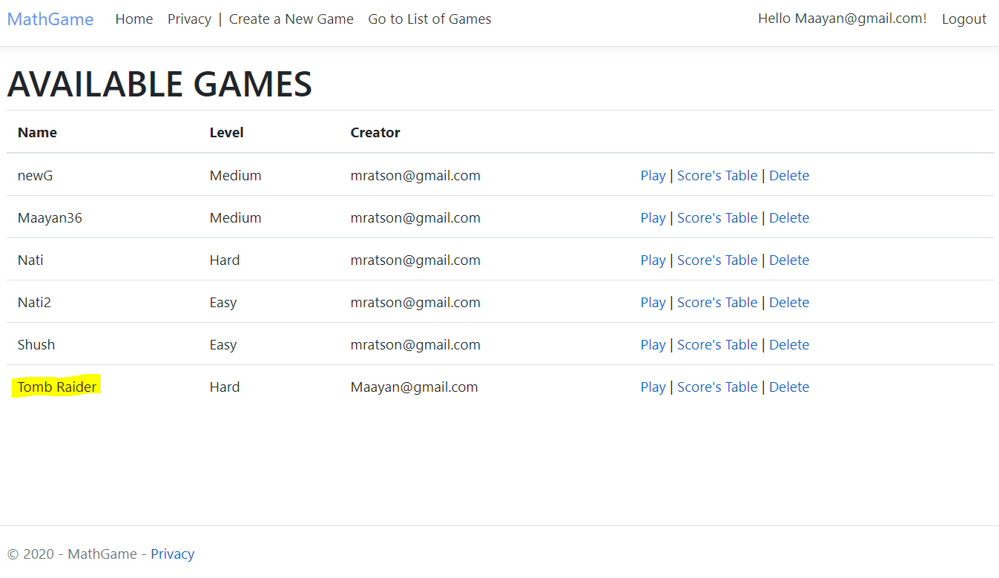 MathGame Home Privacy | Create a New Game Go to List of Games Hello Maayan@gmail.com! Logout
AVAILABLE GAMES
Name Level Creator
newG Medium mratson@gmail.com Play | Score's Table | Delete
Maayan36 Medium mratson@gmail.com Play | Score's Table | Delete
Nati Hard mratson@gmail.com Play | Score's Table | Delete
Nati2 Easy mratson@gmail.com Play | Score's Table | Delete
Shush Easy mratson@gmail.com Play | Score's Table | Delete
Tomb Raider Hard Maayan@gmail.com Play | Score's Table | Delete
© 2020 - MathGame - Privacy